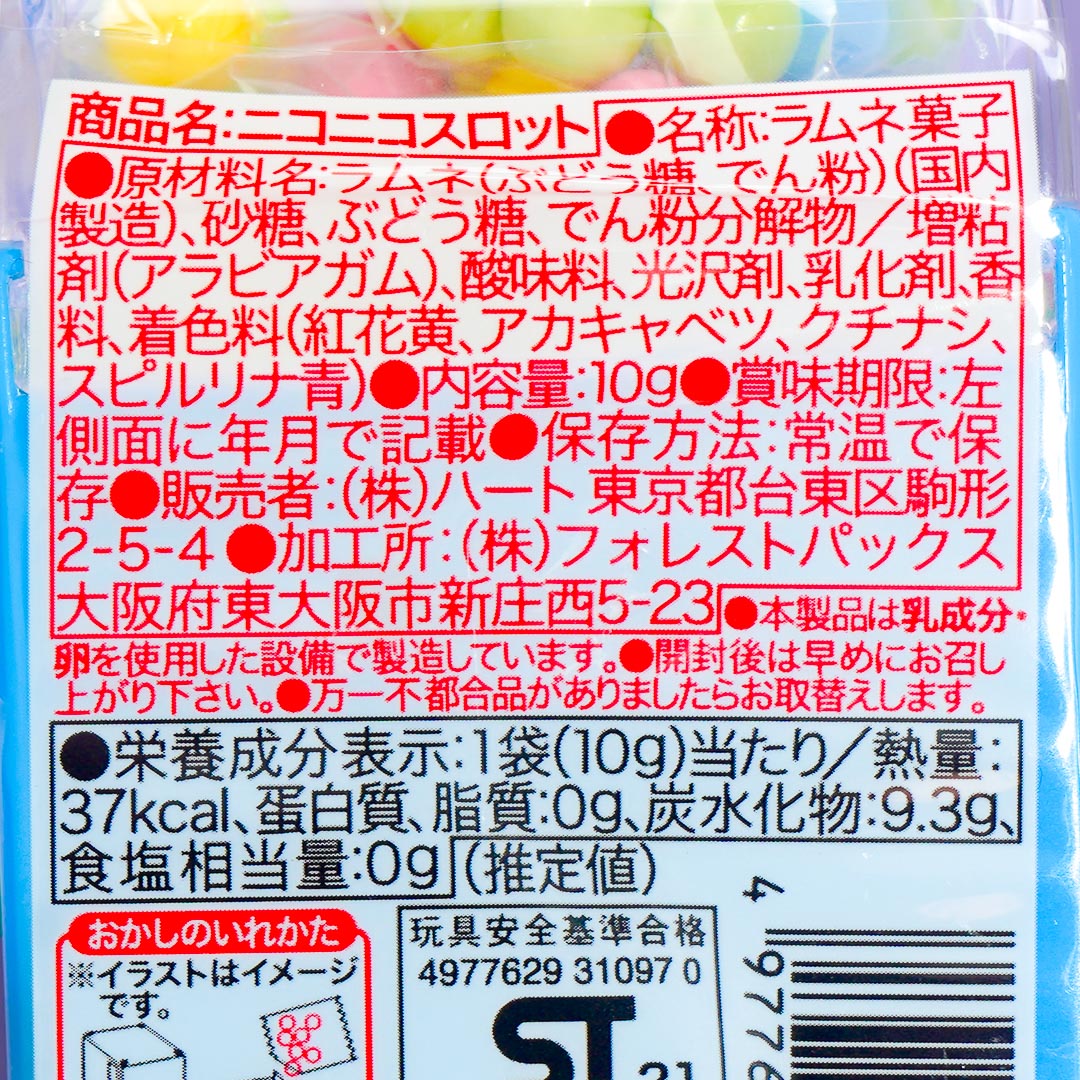 商品名:ニコニコスロット ●名称:ラムネ菓子
●原材料名:ラムネ(ぶどう糖、でん粉)(国内
製造)、砂糖、ぶどう糖、でん粉分解物/増粘
剤(アラビアガム)、酸味料、光沢剤、乳化剤、香
料、着色料(紅花黄、アカキャベツ、クチナシ、
スピルリナ青)●内容量:10g●賞味期限:左
側面に年月で記載●保存方法:常温で保
存●販売者:(株)ハート 東京都台東区駒形
2-5-4 ●加工所:(株)フォレストパックス
大阪府東大阪市新庄西5-23
●本製品は乳成分・
卵を使用した設備で製造しています。●開封後は早めにお召し
上がり下さい。●万一不都合品がありましたらお取替えします。
●栄養成分表示:1袋(10g)当たり/熱量:
37kcal、蛋白質、脂質:0g、炭水化物:9.3g、
食塩相当量:0g (推定値)
おかしのいれかた
※イラストはイメージ
です。
玩具安全基準合格
4977629 31097 0
ST
21
4
9776